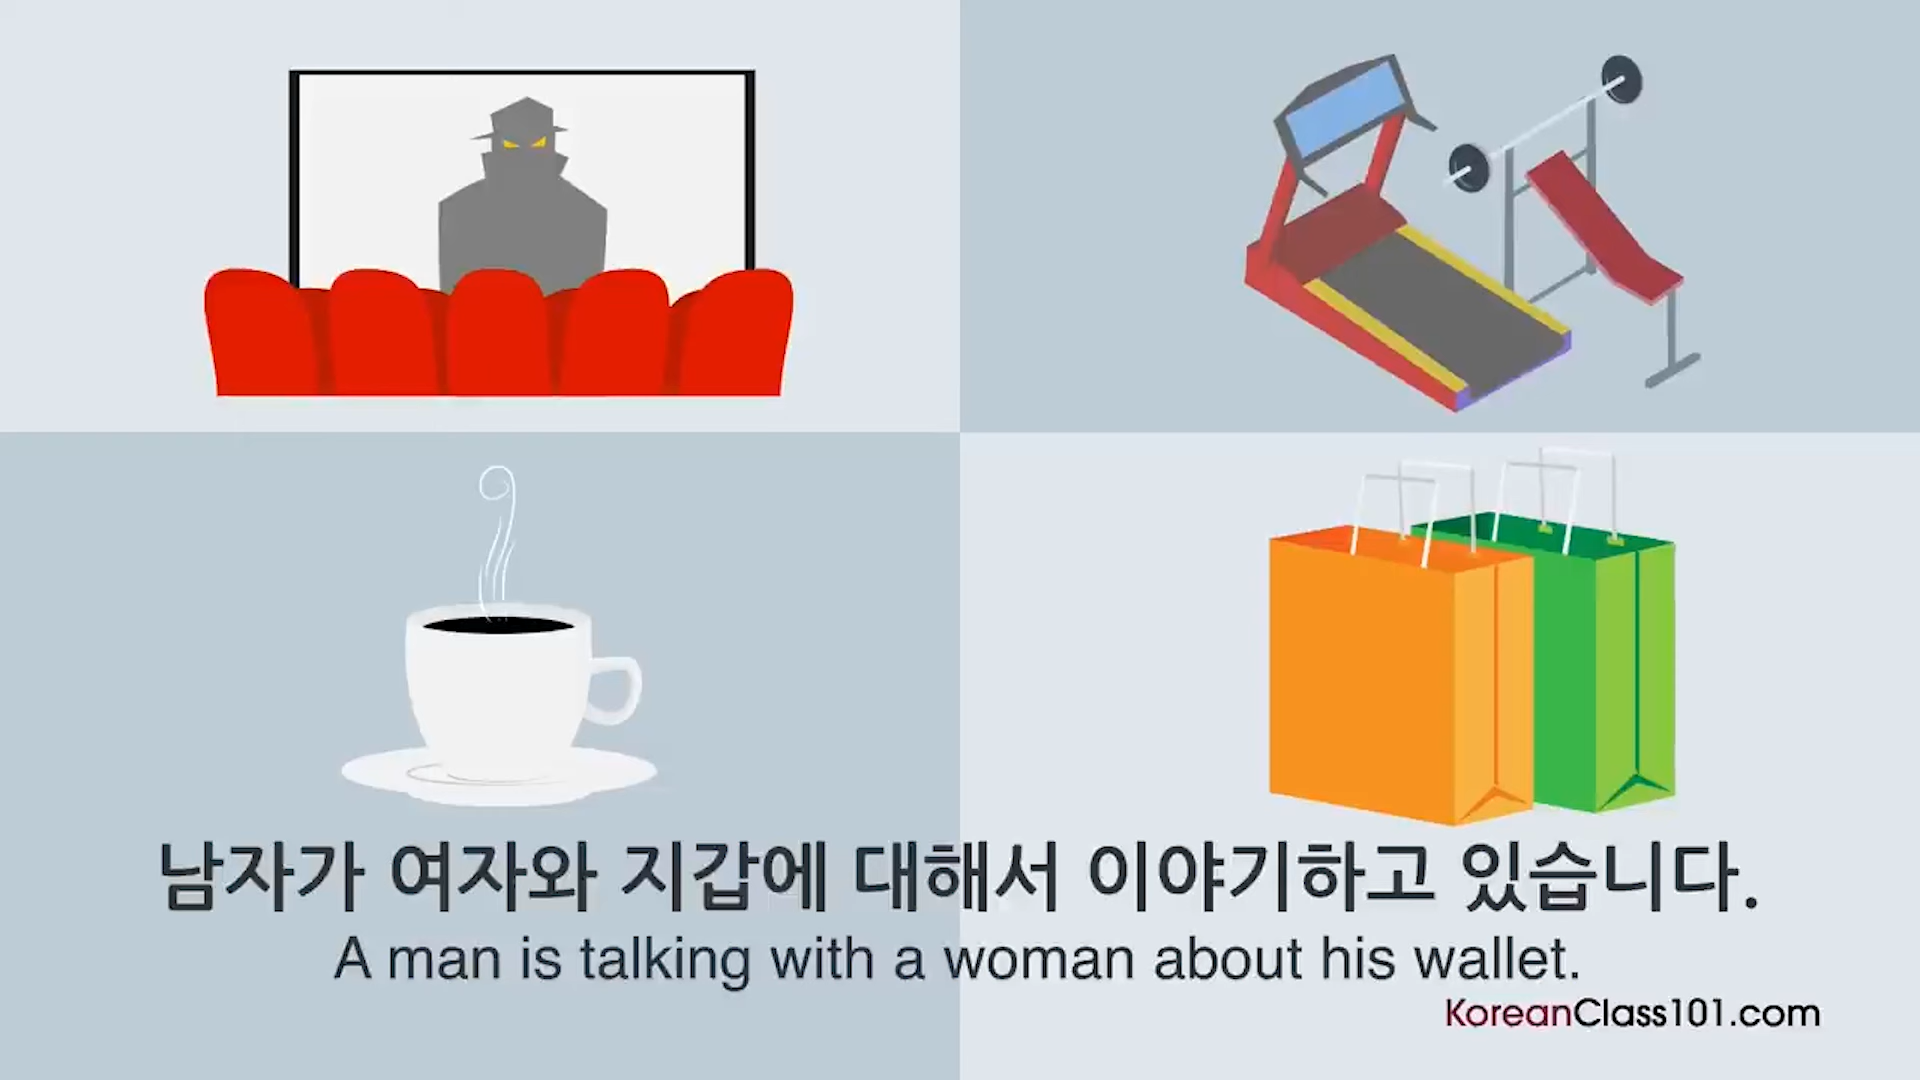 남자가 여자와 지갑에 대해서 이야기하고 있습니다.
A man is talking with a woman about his wallet.
KoreanClass101.com